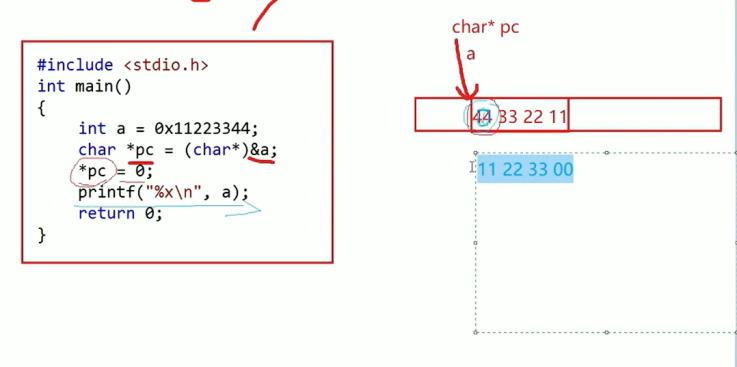 #include <stdio.h>
int main()
{
int a = 0x11223344;
char *pc = (char*)&a;
*pc = 0;
printf("%x\n", a);
return 0;
}
char* pc
a
44 33 22 11
0
11 22 33 00